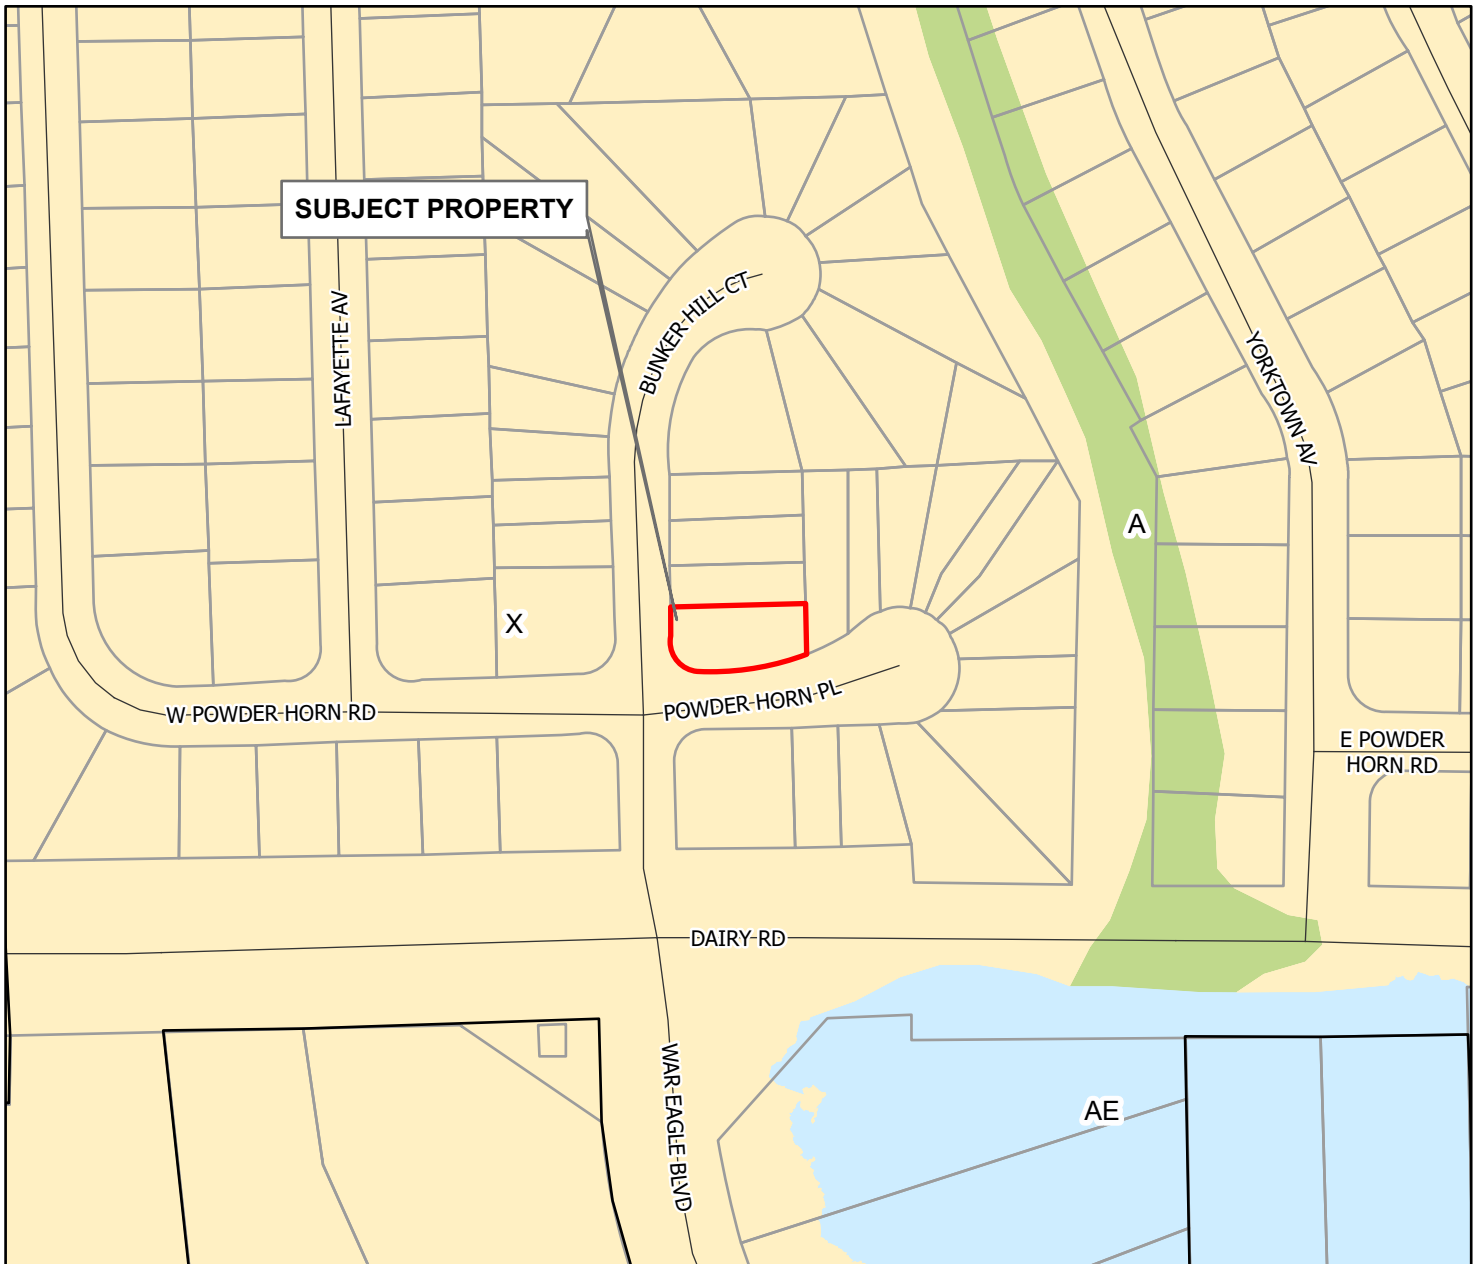 SUBJECT PROPERTY
BUNKER HILL CT
LAFAYETTE AV
YORKTOWN AV
A
X
W POWDER HORN RD
POWDER HORN PL
E POWDER
HORN RD
DAIRY RD
WAR EAGLE BLVD
AE